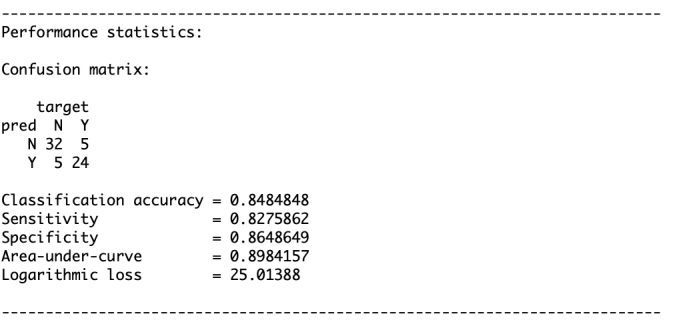 --------------------------------------------------------------------------
Performance statistics:
Confusion matrix:
    target
pred  N  Y
   N 32  5
   Y  5 24
Classification accuracy = 0.8484848
Sensitivity             = 0.8275862
Specificity             = 0.8648649
Area-under-curve        = 0.8984157
Logarithmic loss        = 25.01388
--------------------------------------------------------------------------